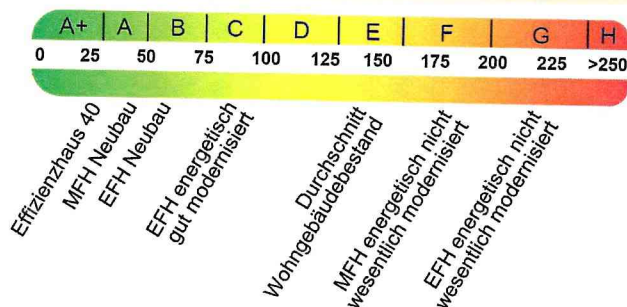 A+ A B C D E F G H
0 25 50 75 100 125 150 175 200 225 >250
Effizienzhaus 40
MFH Neubau
EFH Neubau
EFH energetisch
gut modernisiert
Durchschnitt
Wohngebäudebestand
MFH energetisch nicht
wesentlich modernisiert
EFH energetisch nicht
wesentlich modernisiert